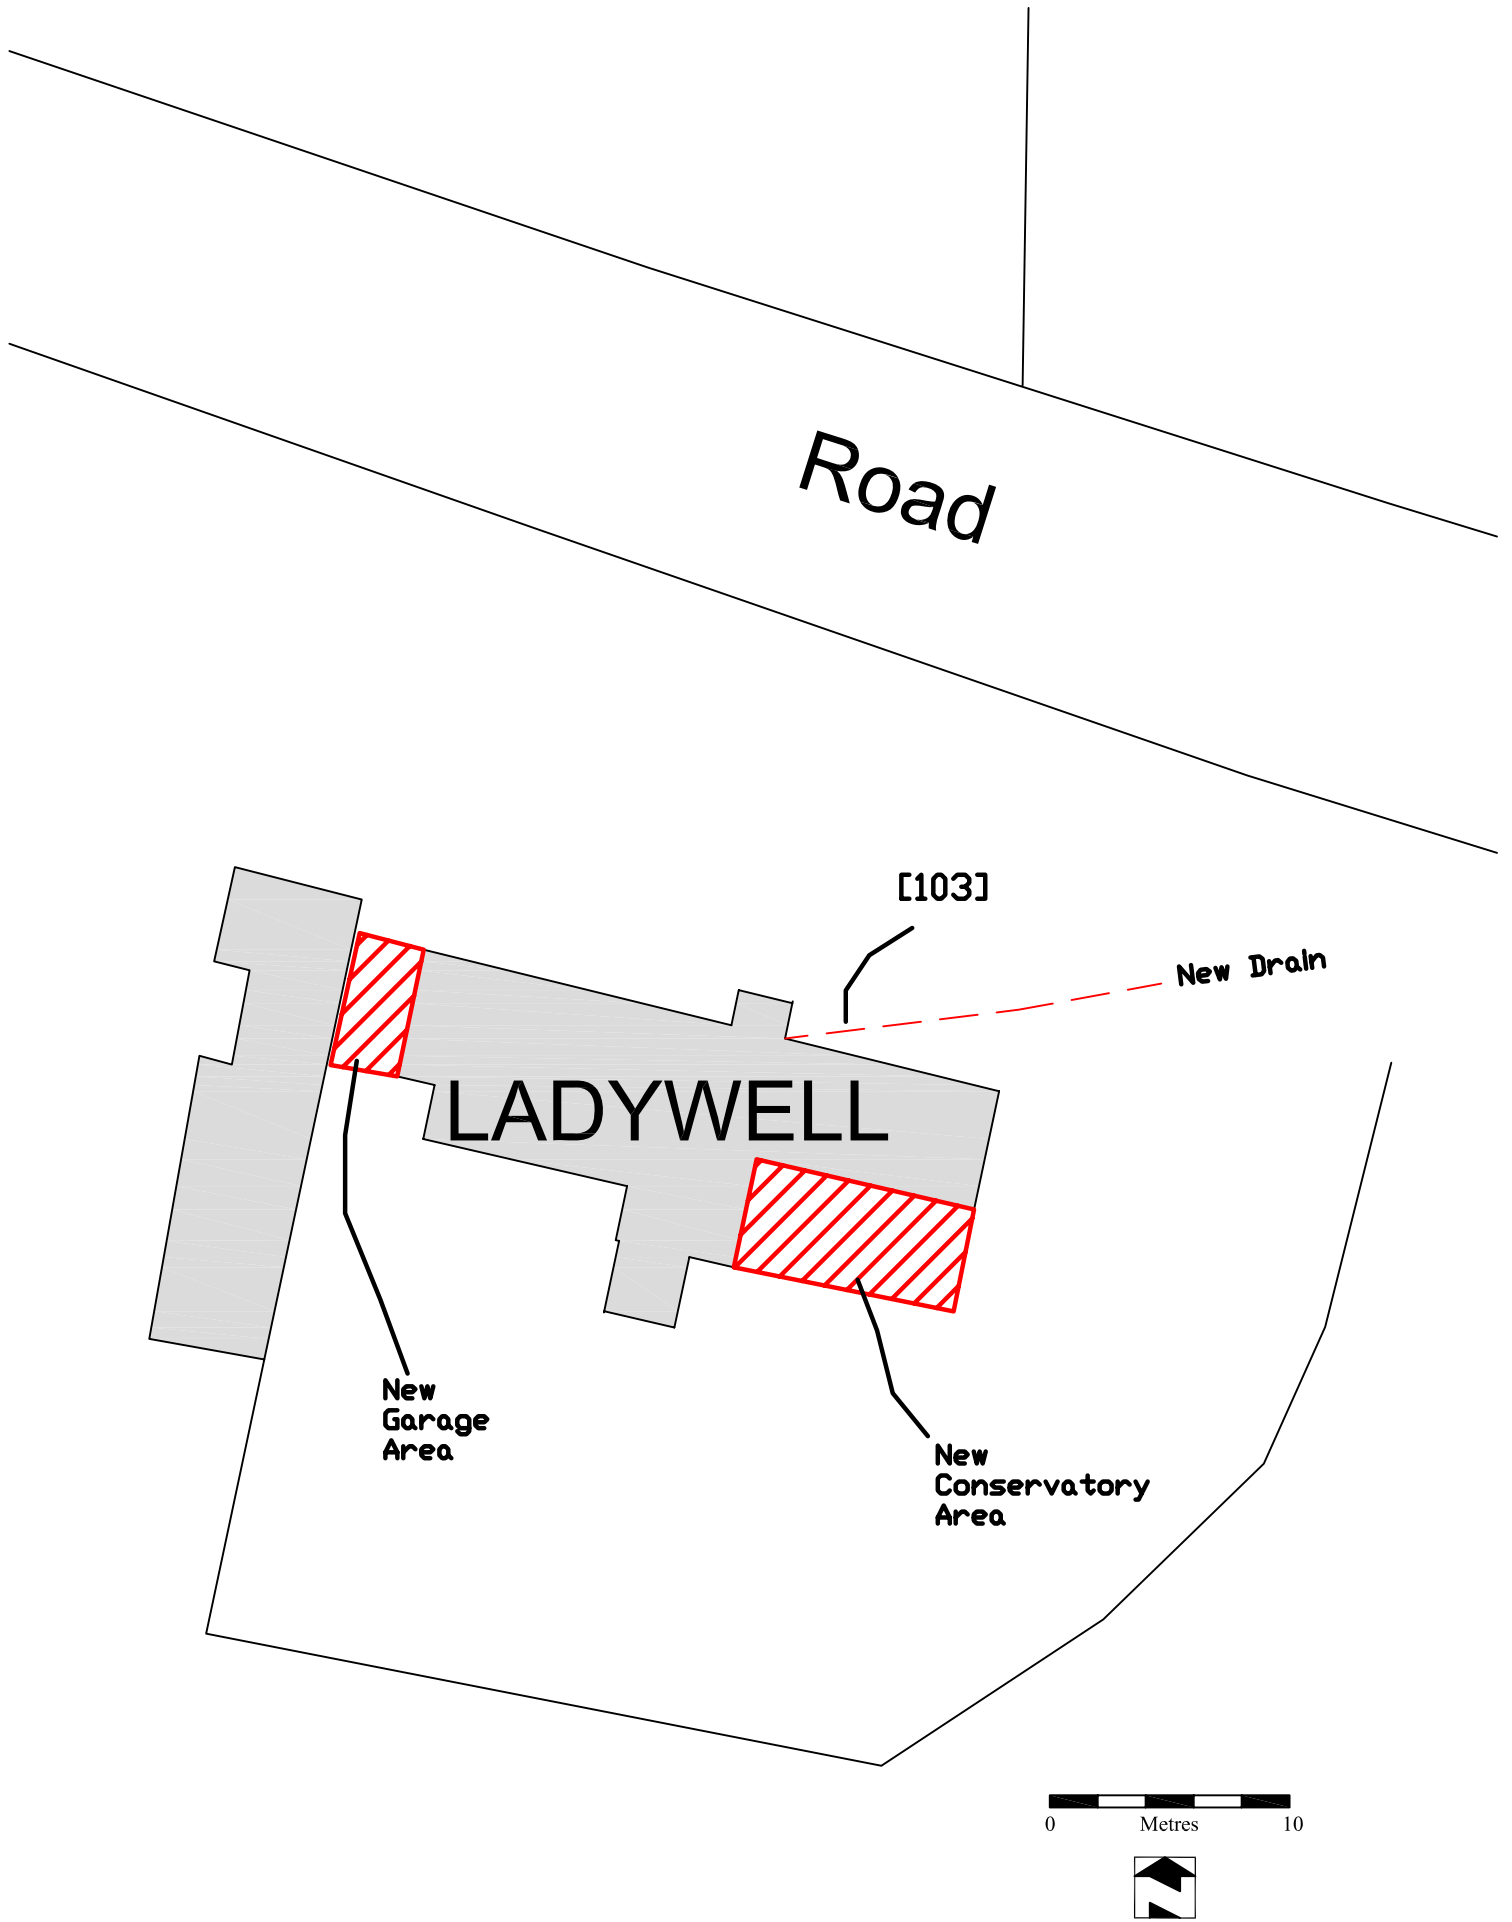 Road
[103]
New Drain
LADYWELL
New
Garage
Area
New
Conservatory
Area
0 Metres 10